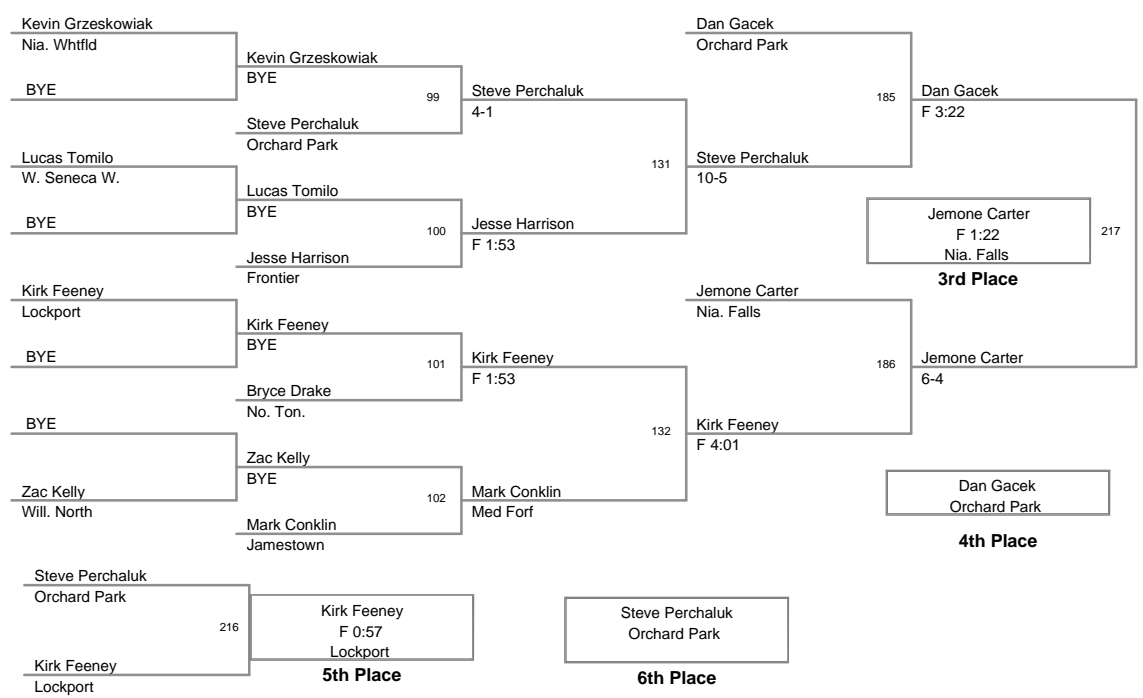 Kevin Grzeskowiak
Nia. Whtfld
BYE
Kevin Grzeskowiak
BYE
99
Steve Perchaluk
Orchard Park
Steve Perchaluk
4-1
Lucas Tomilo
W. Seneca W.
BYE
Lucas Tomilo
BYE
100
Jesse Harrison
Frontier
Jesse Harrison
F 1:53
131
Steve Perchaluk
10-5
Dan Gacek
Orchard Park
185
Dan Gacek
F 3:22
Kirk Feeney
Lockport
BYE
Kirk Feeney
BYE
101
Bryce Drake
No. Ton.
Kirk Feeney
F 1:53
BYE
Zac Kelly
Will. North
Zac Kelly
BYE
102
Mark Conklin
Jamestown
Mark Conklin
Med Forf
132
Kirk Feeney
F 4:01
Jemone Carter
Nia. Falls
186
Jemone Carter
6-4
217
Jemone Carter
F 1:22
Nia. Falls
3rd Place
Dan Gacek
Orchard Park
4th Place
Steve Perchaluk
Orchard Park
216
Kirk Feeney
Lockport
Kirk Feeney
F 0:57
Lockport
5th Place
Steve Perchaluk
Orchard Park
6th Place